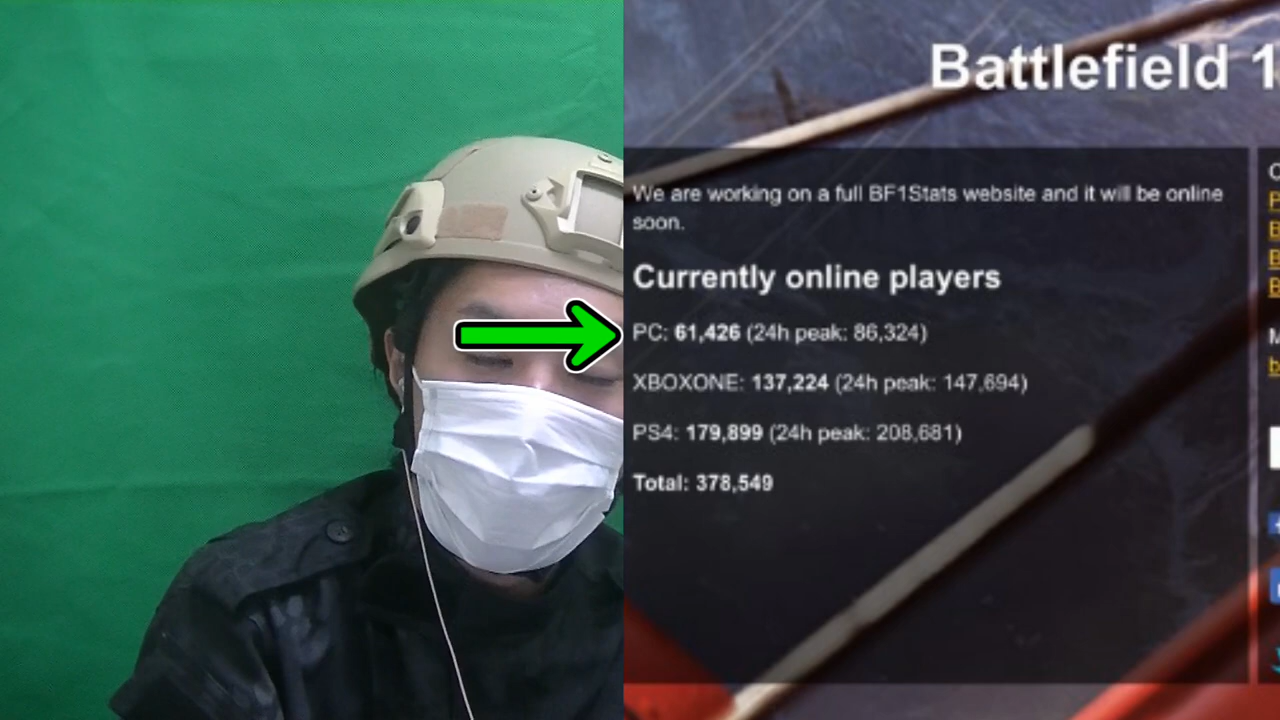 Battlefield 1
We are working on a full BF1Stats website and it will be online
soon.
Currently online players
PC: 61,426 (24h peak: 86,324)
XBOXONE: 137,224 (24h peak: 147,694)
PS4: 179,899 (24h peak: 208,681)
Total: 378,549